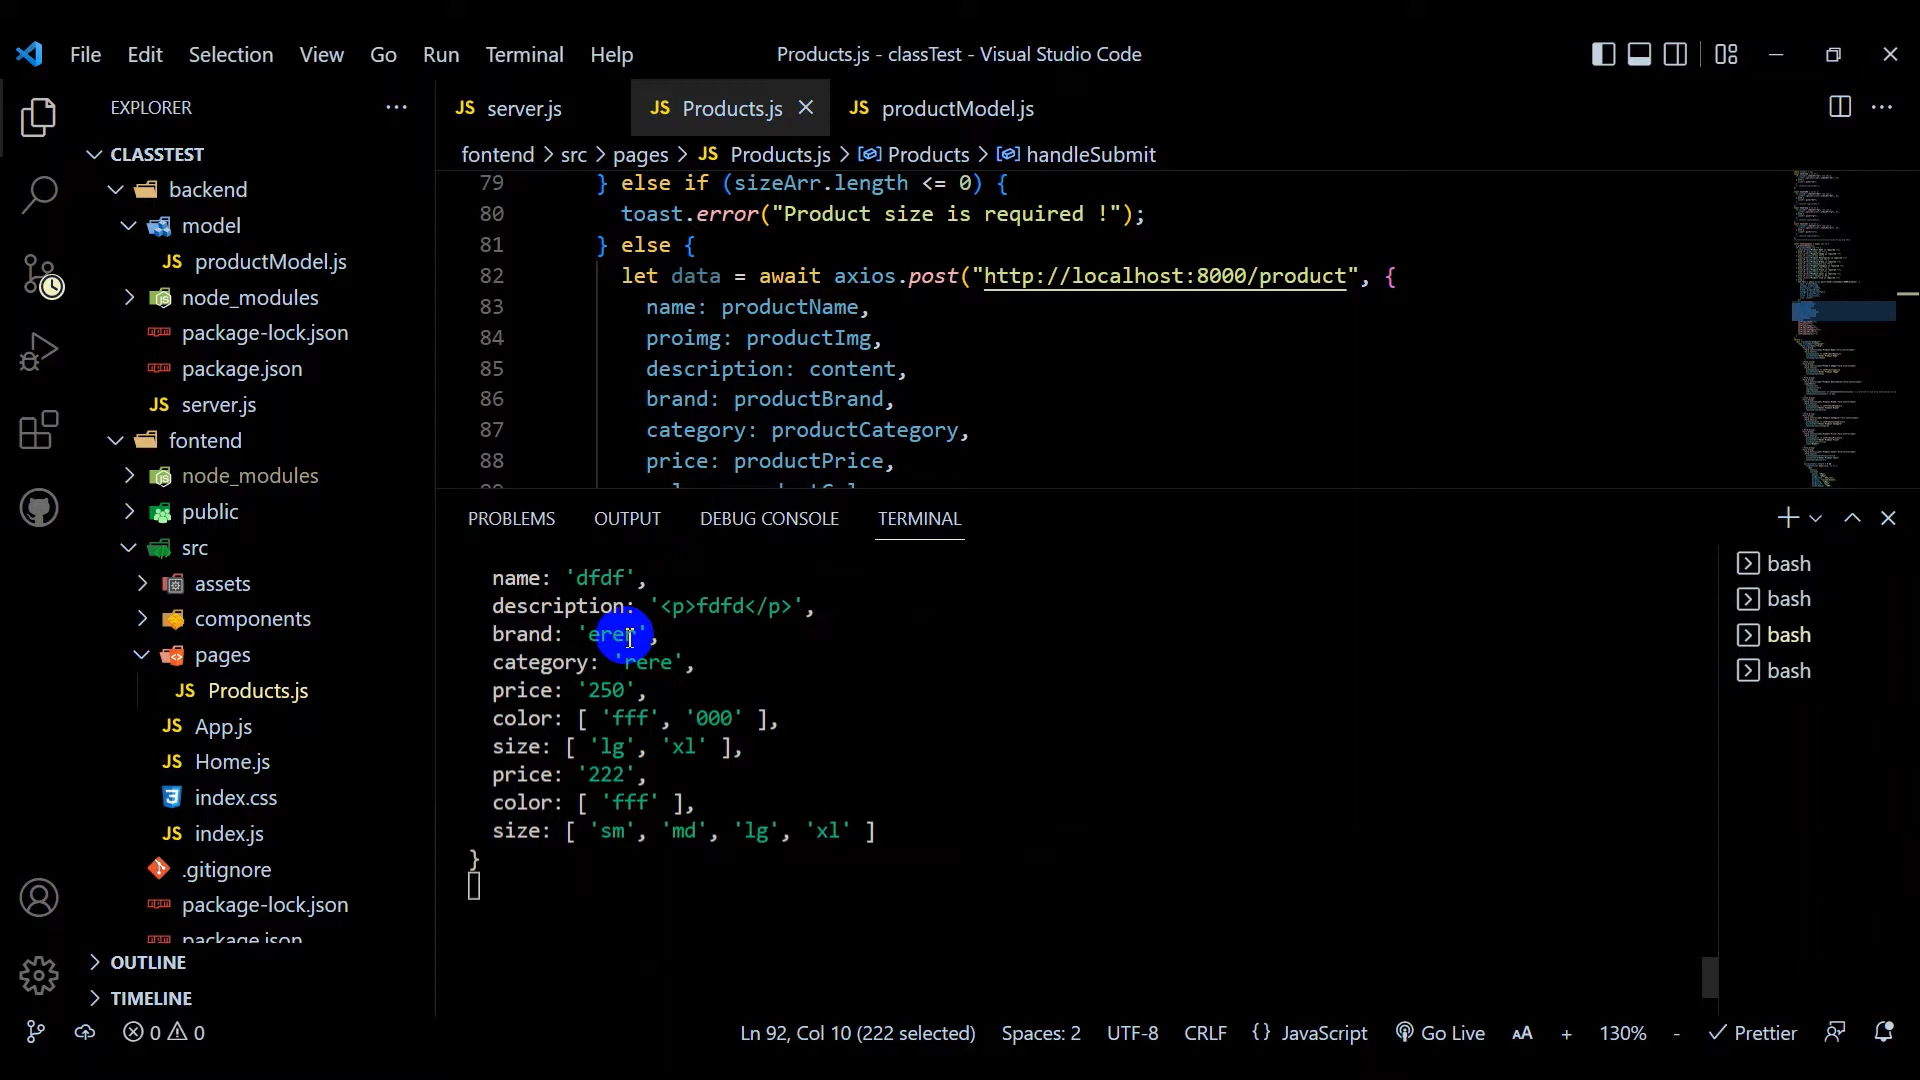 File Edit Selection View Go Run Terminal Help
Products.js - classTest - Visual Studio Code
EXPLORER
CLASSTEST
backend
model
JS productModel.js
node_modules
package-lock.json
package.json
JS server.js
fontend
node_modules
public
src
assets
components
pages
JS Products.js
JS App.js
JS Home.js
index.css
JS index.js
.gitignore
package-lock.json
package.json
OUTLINE
TIMELINE
JS server.js
JS Products.js
JS productModel.js
fontend > src > pages > JS Products.js > Products > handleSubmit
79 } else if (sizeArr.length <= 0) {
80 toast.error("Product size is required !");
81 } else {
82 let data = await axios.post("http://localhost:8000/product", {
83 name: productName,
84 proimg: productImg,
85 description: content,
86 brand: productBrand,
87 category: productCategory,
88 price: productPrice,
PROBLEMS OUTPUT DEBUG CONSOLE TERMINAL
name: 'dfdf',
description: '<p>fdfd</p>',
brand: 'erer',
category: 'rere',
price: '250',
color: [ 'fff', '000' ],
size: [ 'lg', 'xl' ],
price: '222',
color: [ 'fff' ],
size: [ 'sm', 'md', 'lg', 'xl' ]
}
bash
bash
bash
bash
0 0
Ln 92, Col 10 (222 selected) Spaces: 2 UTF-8 CRLF {} JavaScript Go Live AA + 130% - Prettier